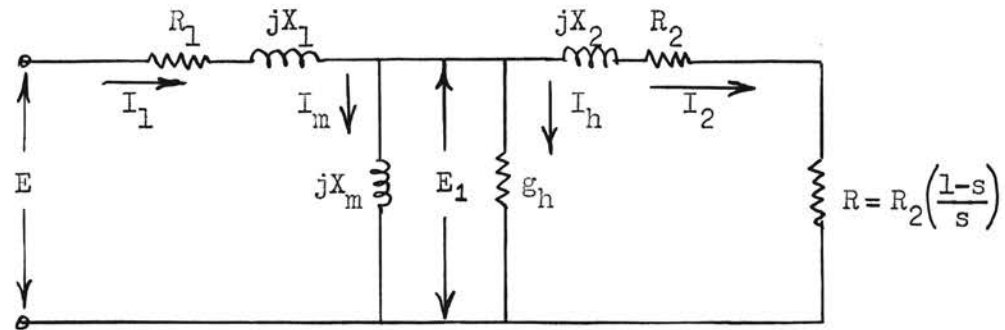 R₁ jX₁ jX₂ R₂
I₁ Iₘ Iₕ I₂
E jXₘ E₁ gₕ R = R₂((1-s)/s)